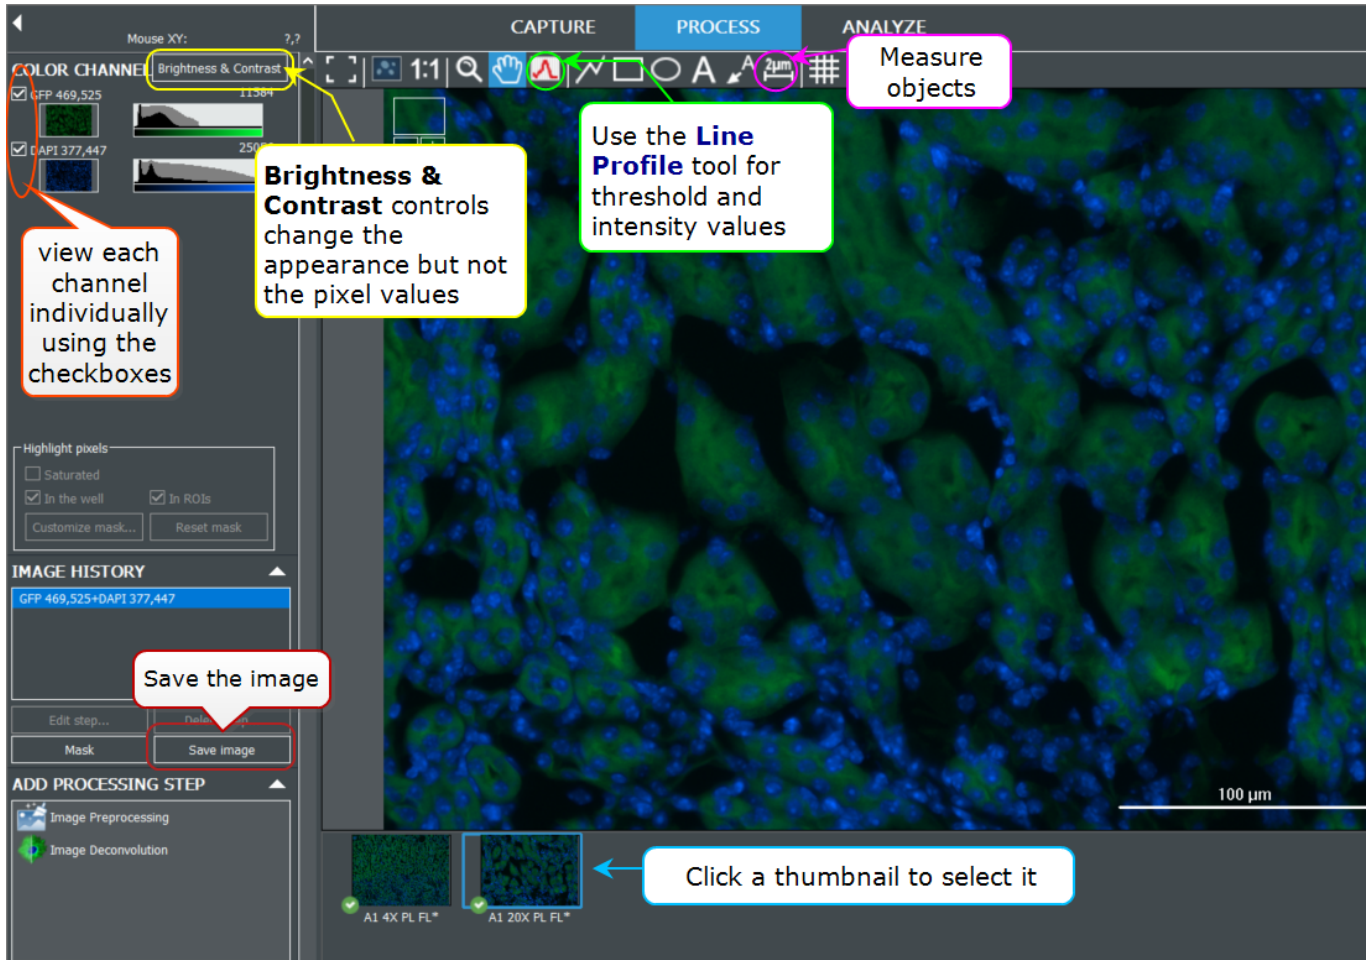 CAPTURE
PROCESS
ANALYZE
Mouse XY:
?,?
COLOR CHANNEL
Brightness & Contrast
1:1
A
A
2µm
Measure
objects
GFP 469,525
11584
DAPI 377,447
Use the Line
Profile tool for
threshold and
intensity values
Brightness &
Contrast controls
change the
appearance but not
the pixel values
view each
channel
individually
using the
checkboxes
Highlight pixels
Saturated
In the well
In ROIs
Customize mask...
Reset mask
IMAGE HISTORY
GFP 469,525+DAPI 377,447
Save the image
Edit step...
Mask
Save image
ADD PROCESSING STEP
Image Preprocessing
Image Deconvolution
100 µm
Click a thumbnail to select it
A1 4X PL FL*
A1 20X PL FL*